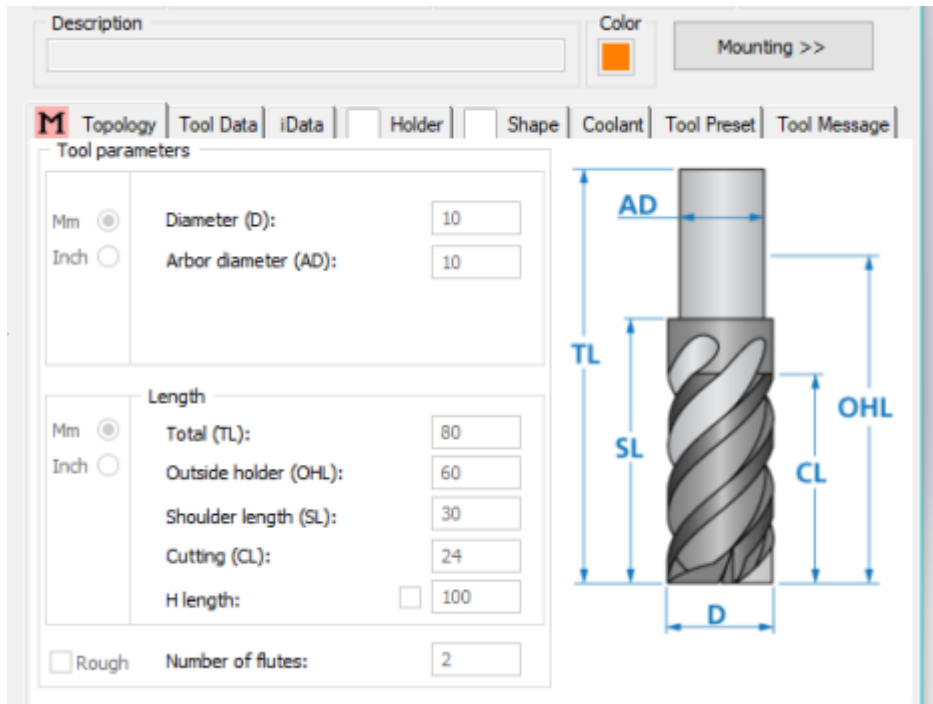 Description
Color
Mounting >>
M Topology Tool Data iData Holder Shape Coolant Tool Preset Tool Message
Tool parameters
Mm
Inch
Diameter (D): 10
Arbor diameter (AD): 10
Length
Mm
Inch
Total (TL): 80
Outside holder (OHL): 60
Shoulder length (SL): 30
Cutting (CL): 24
H length: 100
Rough Number of flutes: 2
AD
TL
OHL
SL
CL
D